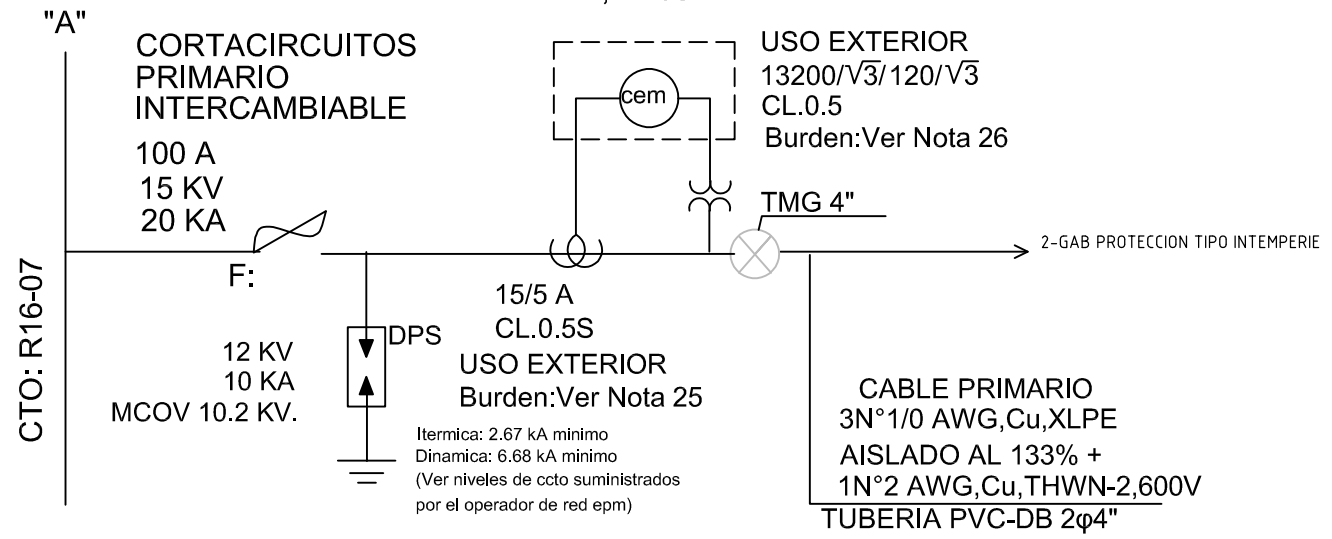 "A"
CORTACIRCUITOS
PRIMARIO
INTERCAMBIABLE
100 A
15 KV
20 KA
F:
CTO: R16-07
12 KV
10 KA
MCOV 10.2 KV.
DPS
cem
USO EXTERIOR
13200/√3/120/√3
CL.0.5
Burden:Ver Nota 26
TMG 4"
2-GAB PROTECCION TIPO INTEMPERIE
15/5 A
CL.0.5S
USO EXTERIOR
Burden:Ver Nota 25
Itermica: 2.67 kA minimo
Dinamica: 6.68 kA minimo
(Ver niveles de ccto suministrados
por el operador de red epm)
CABLE PRIMARIO
3N°1/0 AWG,Cu,XLPE
AISLADO AL 133% +
1N°2 AWG,Cu,THWN-2,600V
TUBERIA PVC-DB 2φ4"